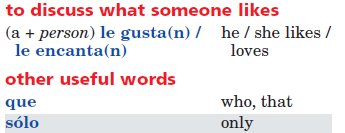 to discuss what someone likes
(a + person) le gusta(n) / he / she likes /
le encanta(n) loves
other useful words
que who, that
sólo only